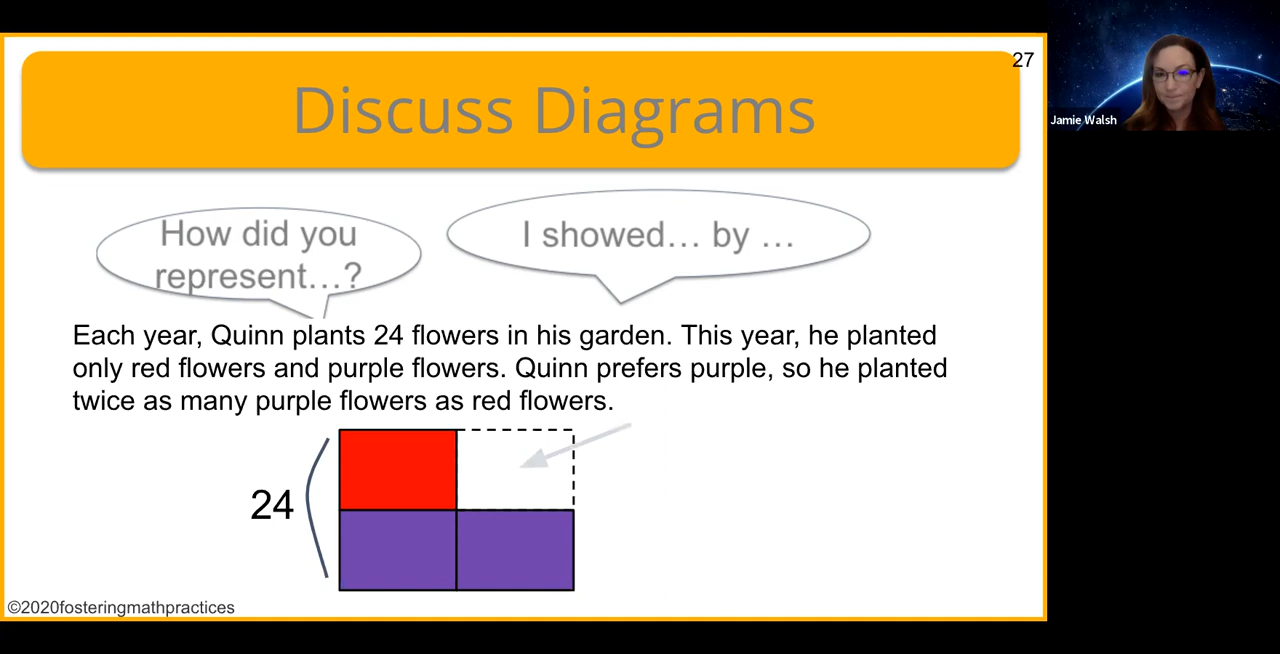 27
Discuss Diagrams
Jamie Walsh
How did you
represent…?
I showed… by …
Each year, Quinn plants 24 flowers in his garden. This year, he planted
only red flowers and purple flowers. Quinn prefers purple, so he planted
twice as many purple flowers as red flowers.
24
©2020fosteringmathpractices